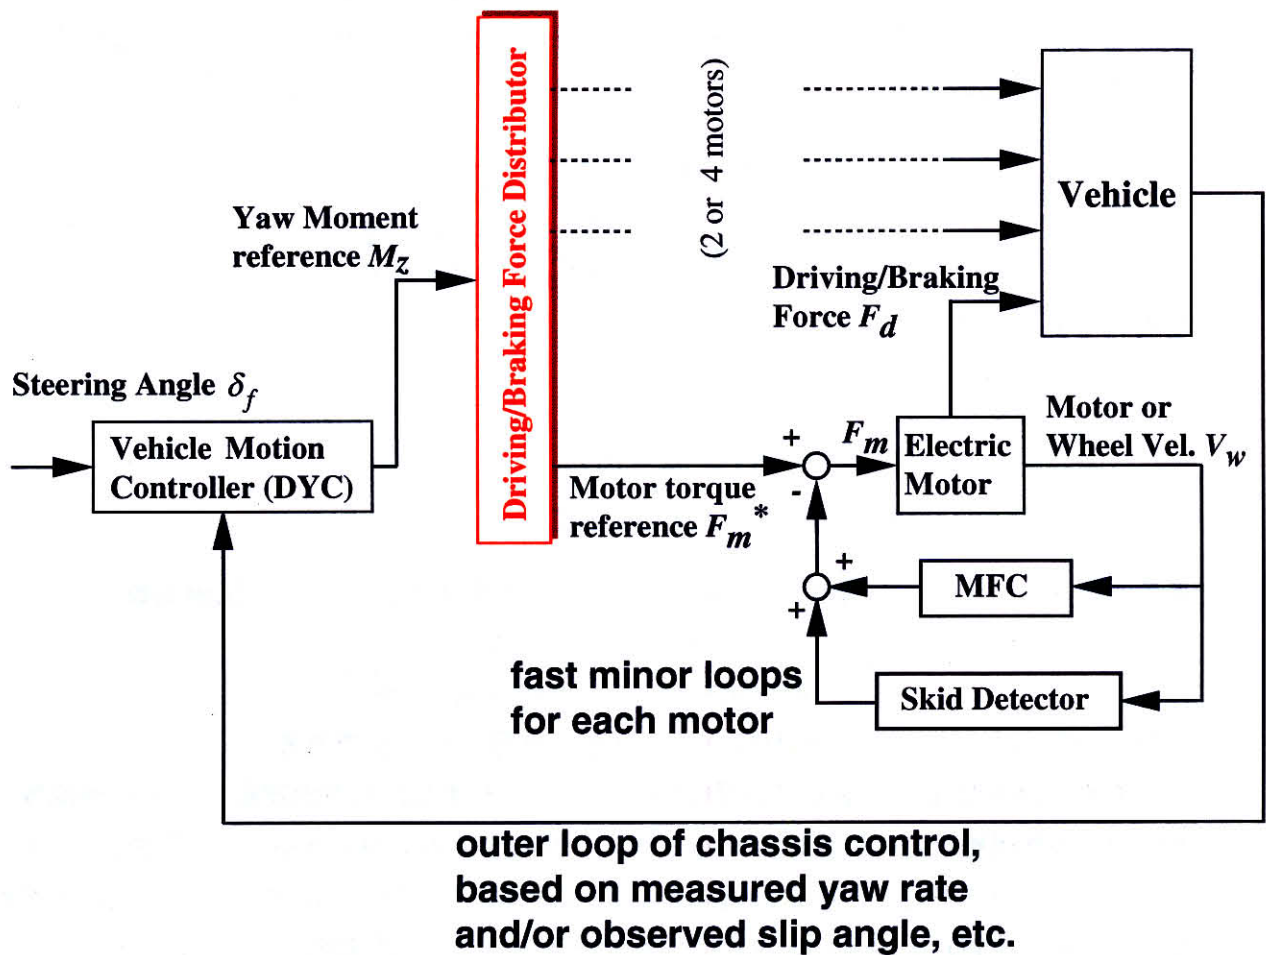 Driving/Braking Force Distributor
(2 or 4 motors)
Vehicle
Yaw Moment
reference Mz
Driving/Braking
Force Fd
Steering Angle δf
Vehicle Motion
Controller (DYC)
+
Fm
-
Electric
Motor
Motor or
Wheel Vel. Vw
Motor torque
reference Fm*
+
MFC
+
fast minor loops
for each motor
Skid Detector
outer loop of chassis control,
based on measured yaw rate
and/or observed slip angle, etc.